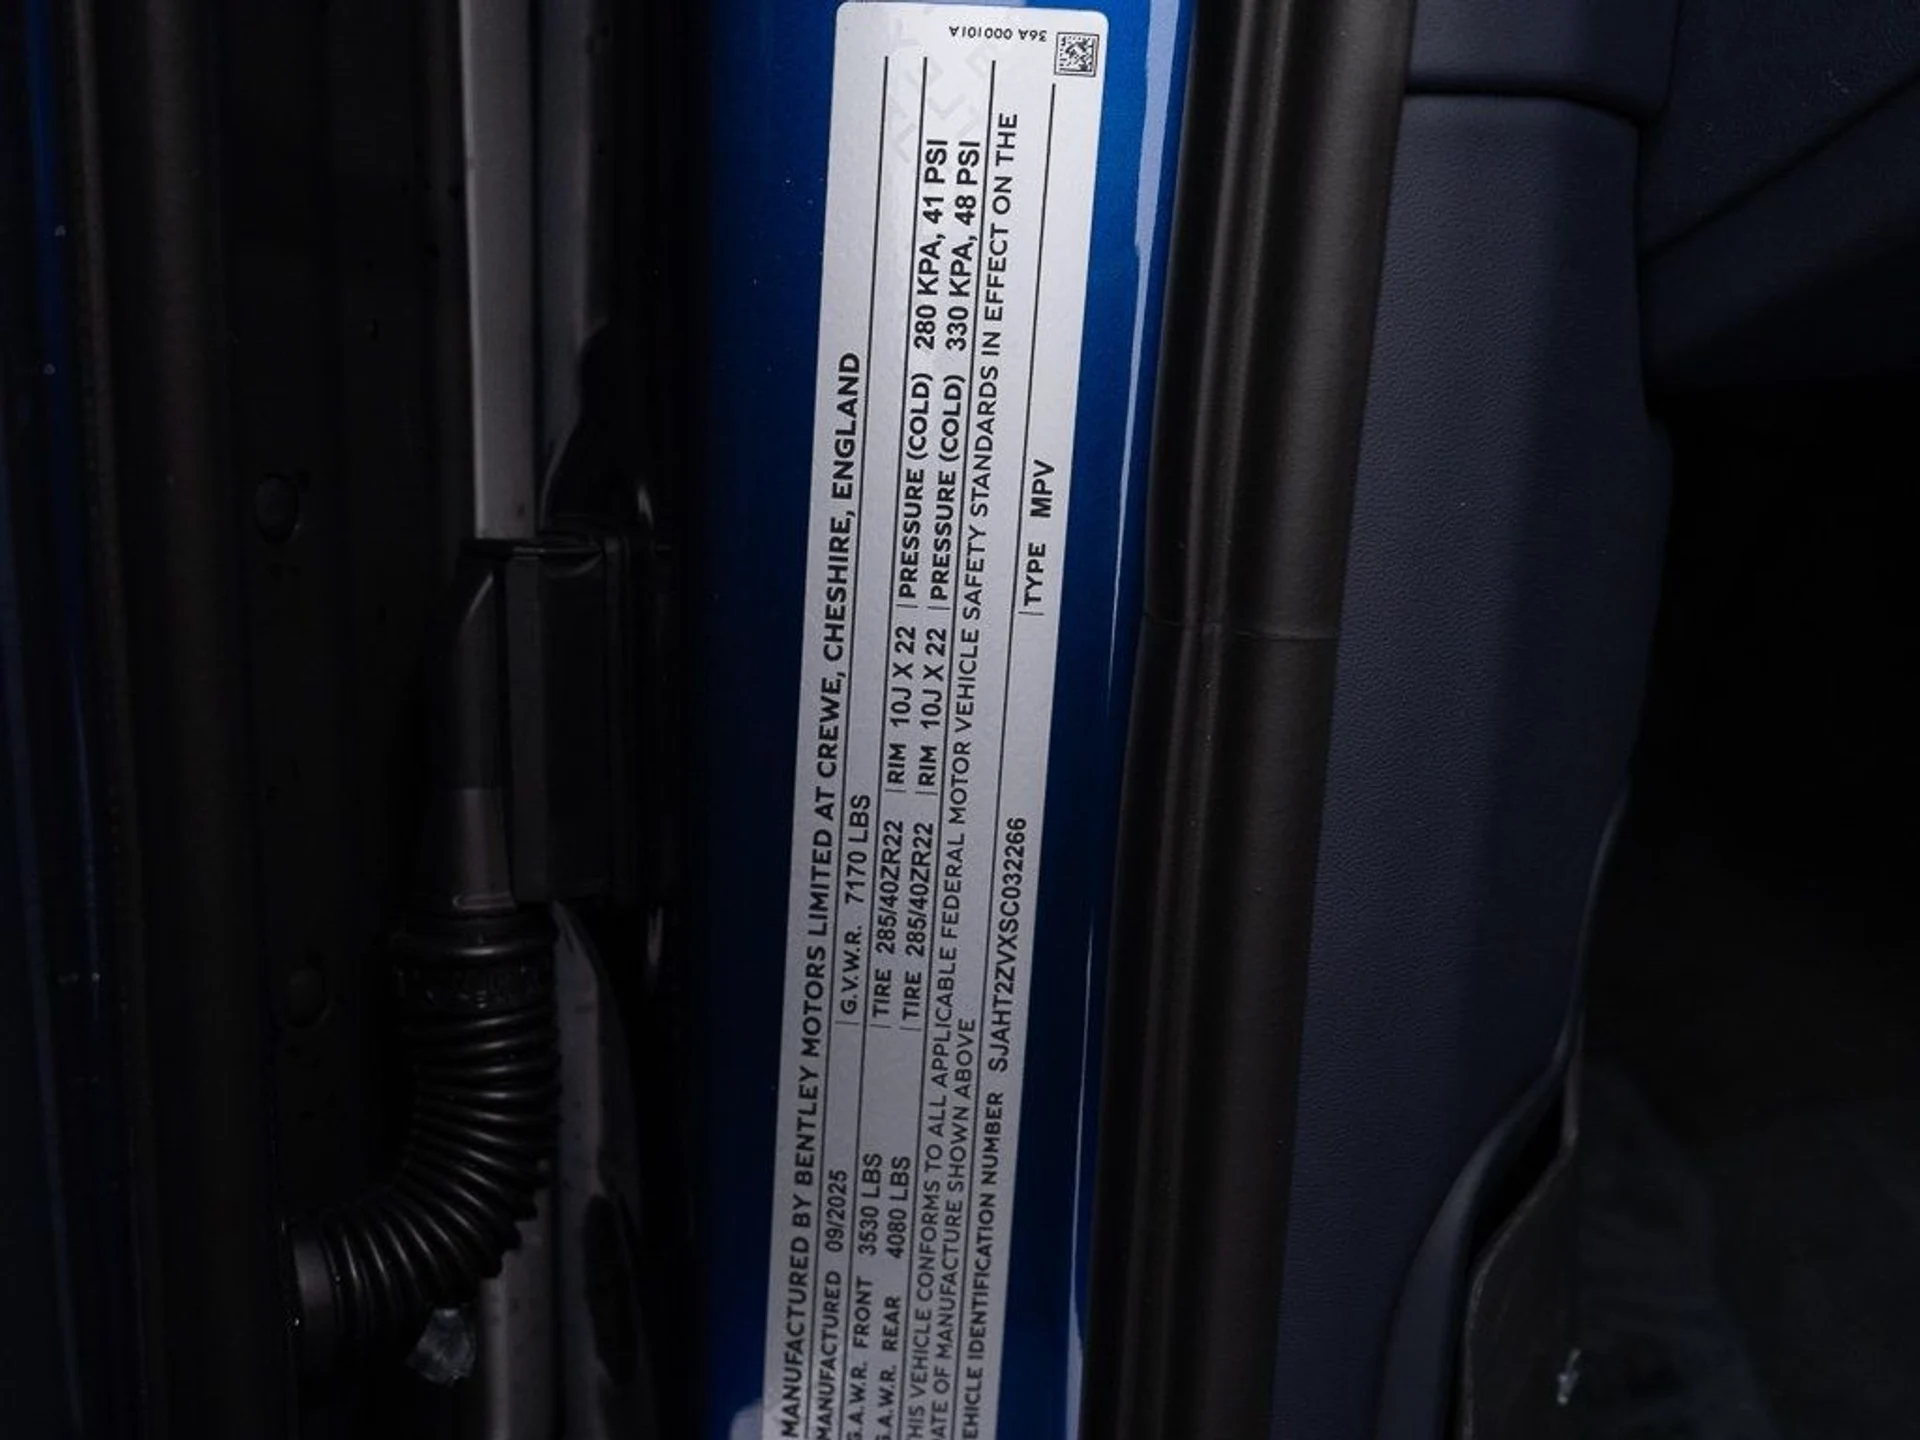 36A 000101A
MANUFACTURED BY BENTLEY MOTORS LIMITED AT CREWE, CHESHIRE, ENGLAND
MANUFACTURED 09/2025 G.V.W.R. 7170 LBS
G.A.W.R. FRONT 3530 LBS TIRE 285/40ZR22 RIM 10J X 22 PRESSURE (COLD) 280 KPA, 41 PSI
G.A.W.R. REAR 4080 LBS TIRE 285/40ZR22 RIM 10J X 22 PRESSURE (COLD) 330 KPA, 48 PSI
HIS VEHICLE CONFORMS TO ALL APPLICABLE FEDERAL MOTOR VEHICLE SAFETY STANDARDS IN EFFECT ON THE
ATE OF MANUFACTURE SHOWN ABOVE
EHICLE IDENTIFICATION NUMBER SJAHT2ZVXSC032266 TYPE MPV